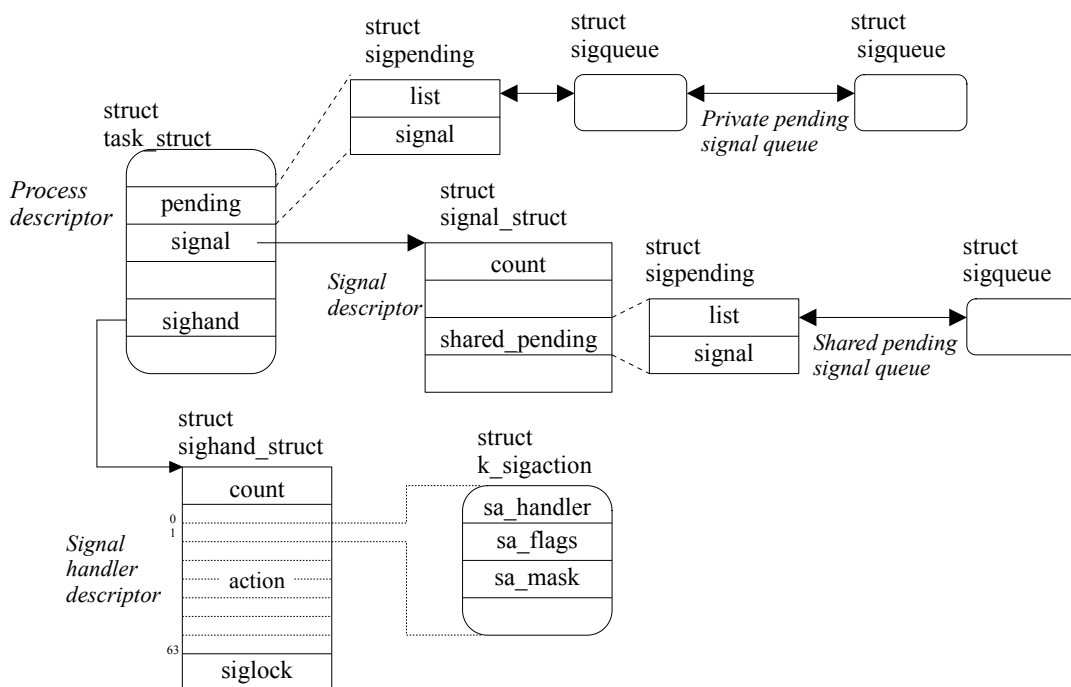 struct
sigpending
struct
sigqueue
struct
sigqueue
list
signal
Private pending
signal queue
struct
task_struct
Process
descriptor
pending
signal
sighand
struct
signal_struct
Signal
descriptor
count
shared_pending
struct
sigpending
list
signal
struct
sigqueue
Shared pending
signal queue
struct
sighand_struct
count
0
1
Signal
handler
descriptor
action
63
siglock
struct
k_sigaction
sa_handler
sa_flags
sa_mask